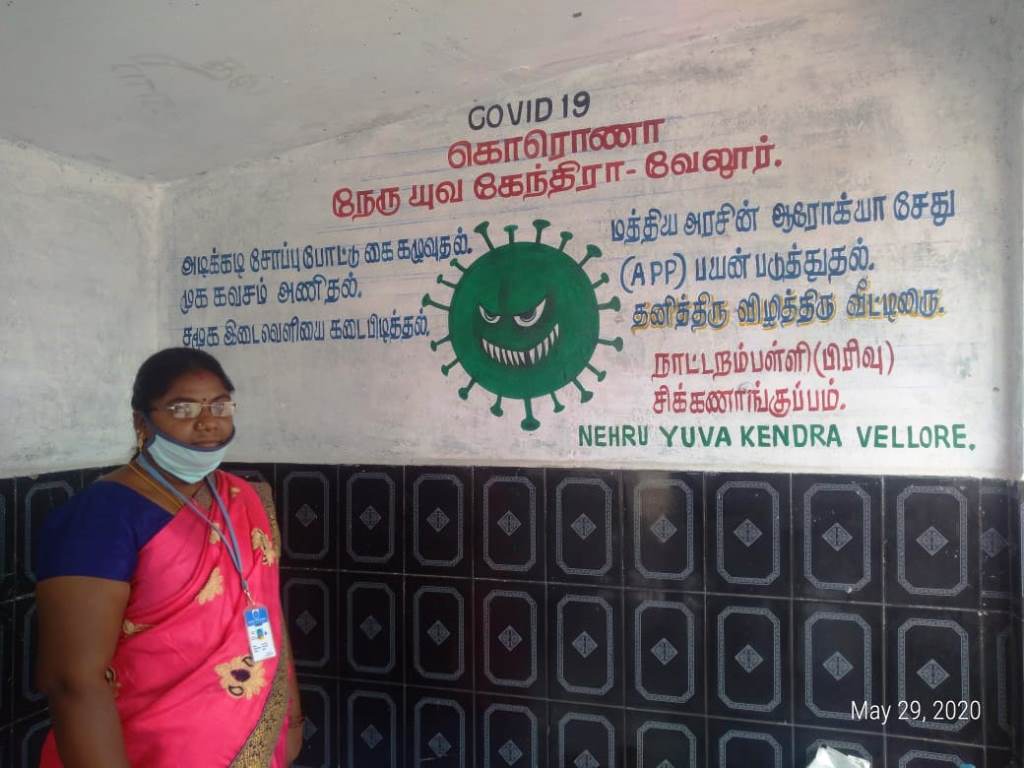 COVID 19
கொரொணா
நேரு யுவ கேந்திரா - வேலூர்.
அடிக்கடி சோப்பு போட்டு கை கழுவுதல்.
முக கவசம் அணிதல்.
சமூக இடைவெளியை கடைபிடித்தல்.
மத்திய அரசின் ஆரோக்யா சேது
(APP) பயன் படுத்துதல்.
தனித்திரு விழித்திரு வீட்டிலிரு.
நாட்டறம்பள்ளி (பிரிவு)
சிக்கணாங்குப்பம்.
NEHRU YUVA KENDRA VELLORE.
May 29, 2020